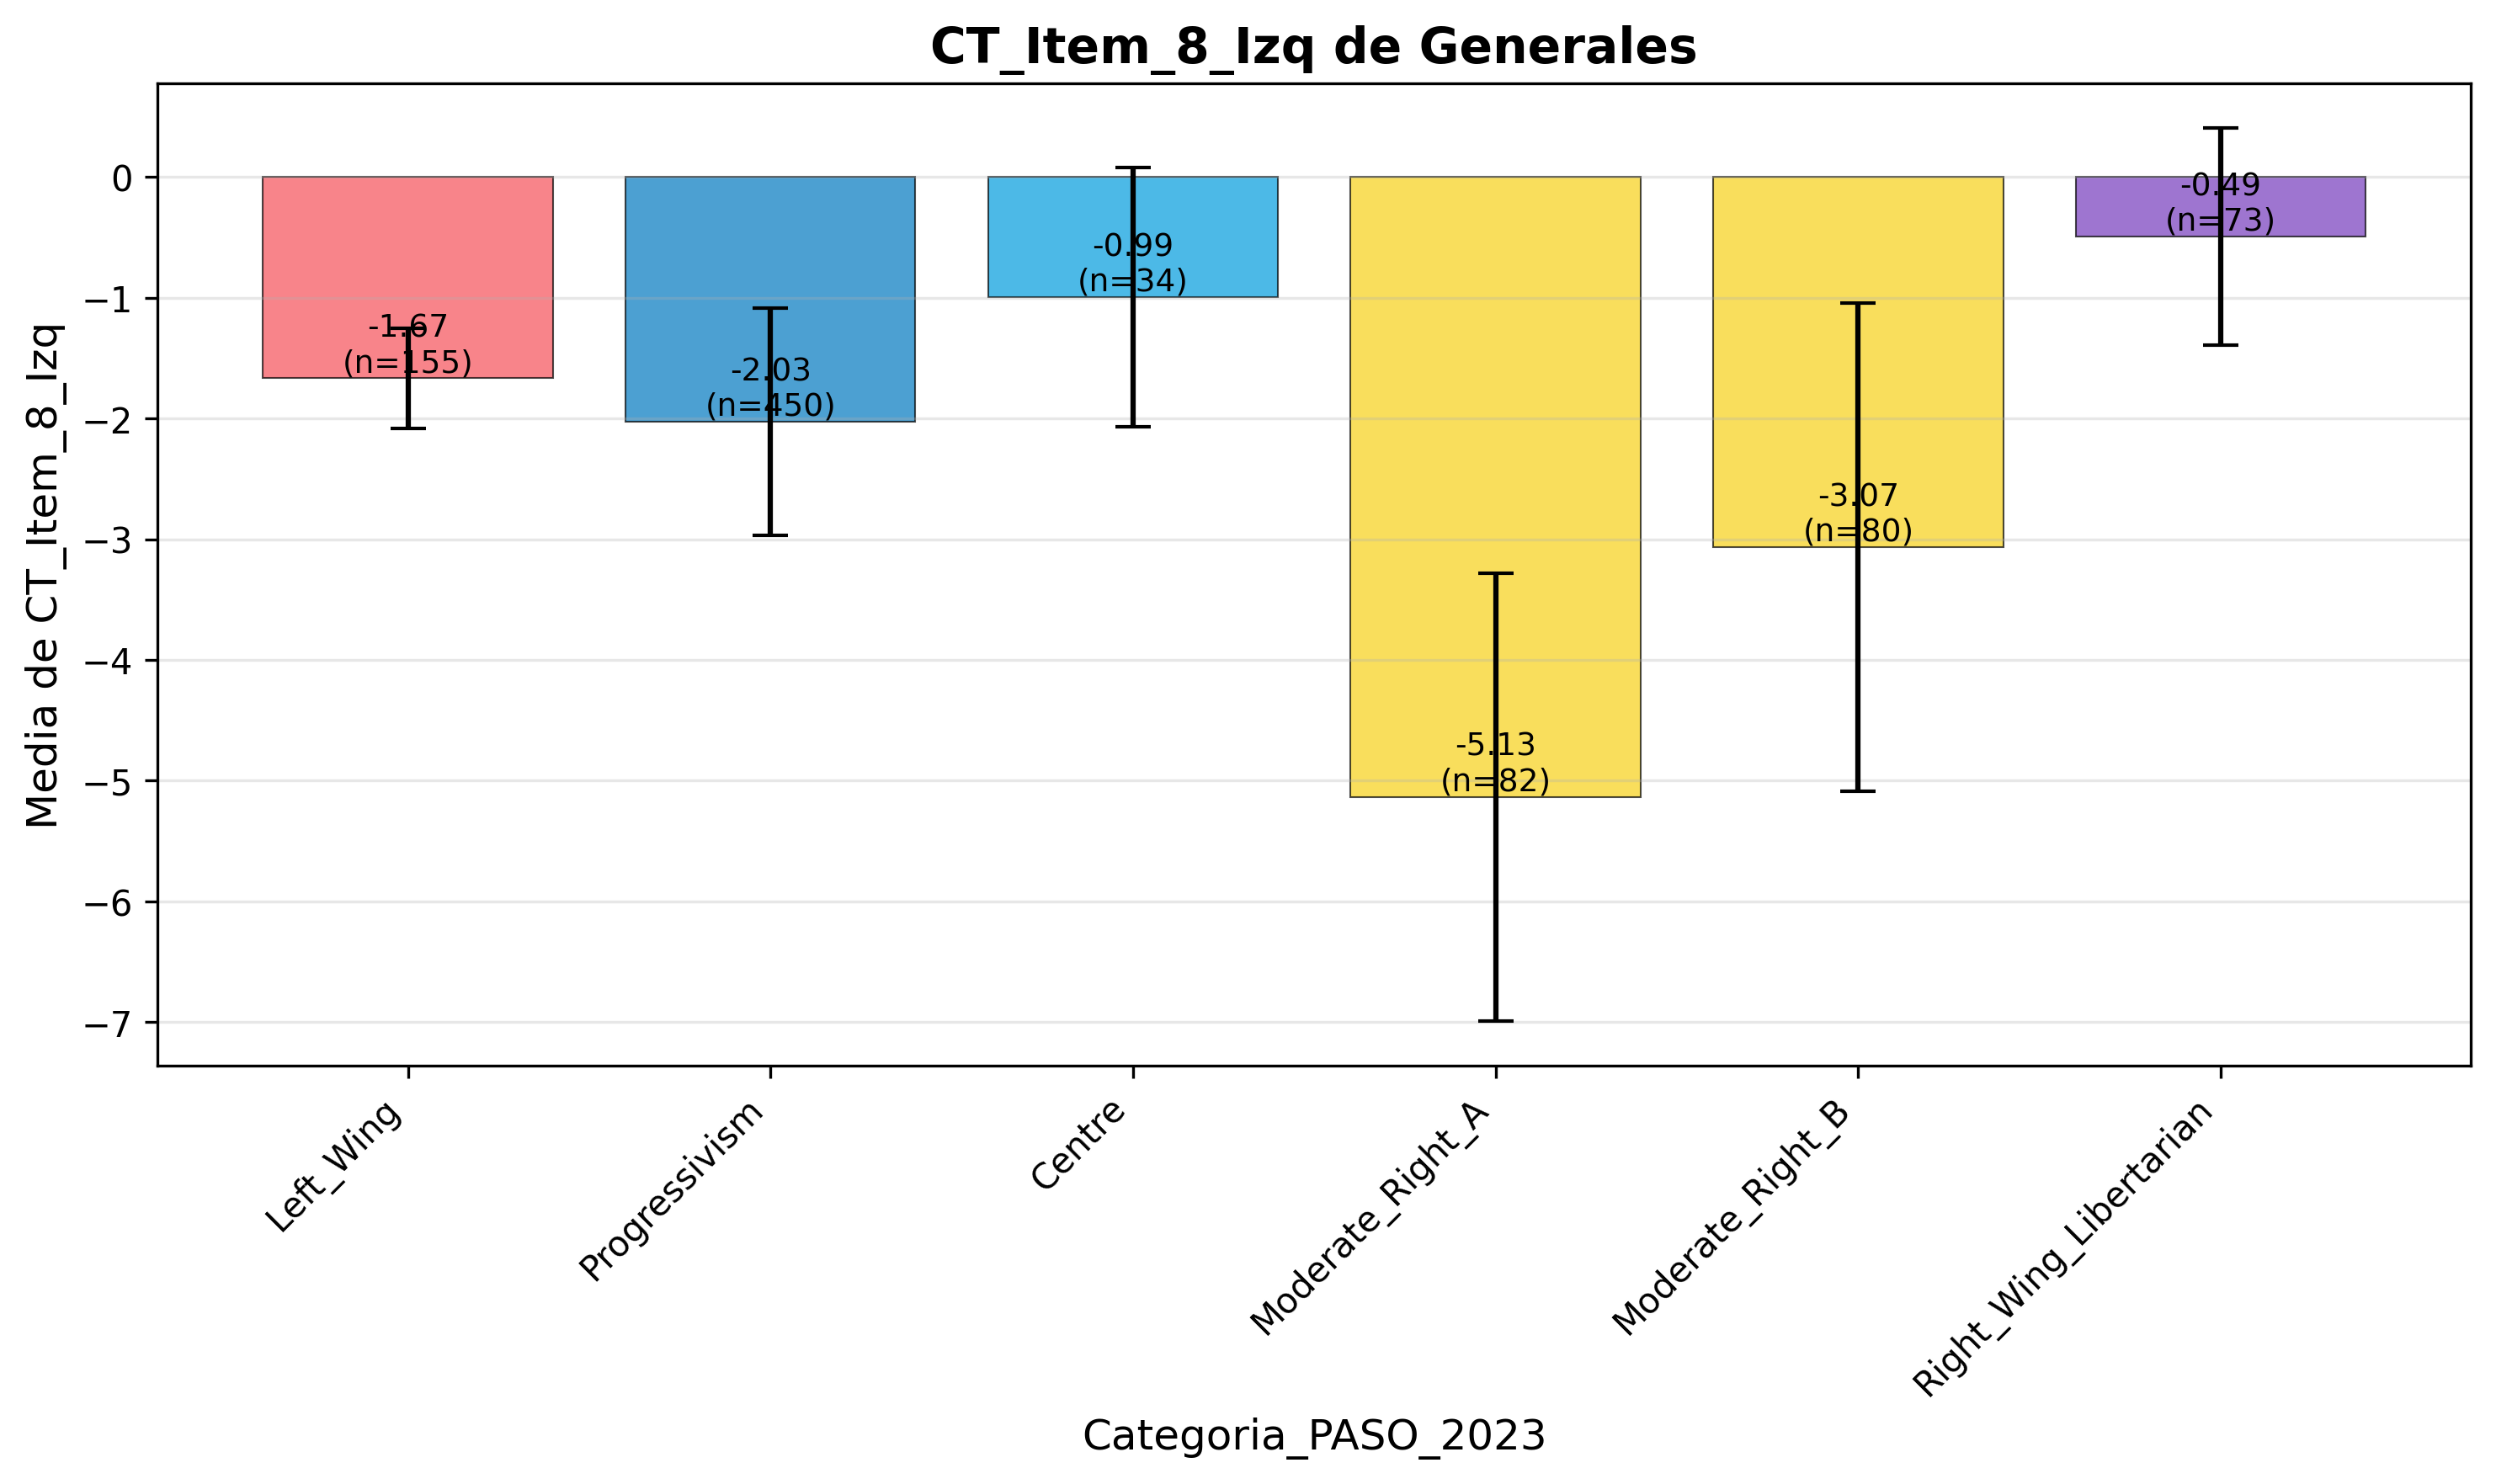 CT_Item_8_Izq de Generales
Media de CT_Item_8_Izq
0
−1
−2
−3
−4
−5
−6
−7
-1.67
(n=155)
-2.03
(n=450)
-0.99
(n=34)
-5.13
(n=82)
-3.07
(n=80)
-0.49
(n=73)
Left_Wing
Progressivism
Centre
Moderate_Right_A
Moderate_Right_B
Right_Wing_Libertarian
Categoria_PASO_2023